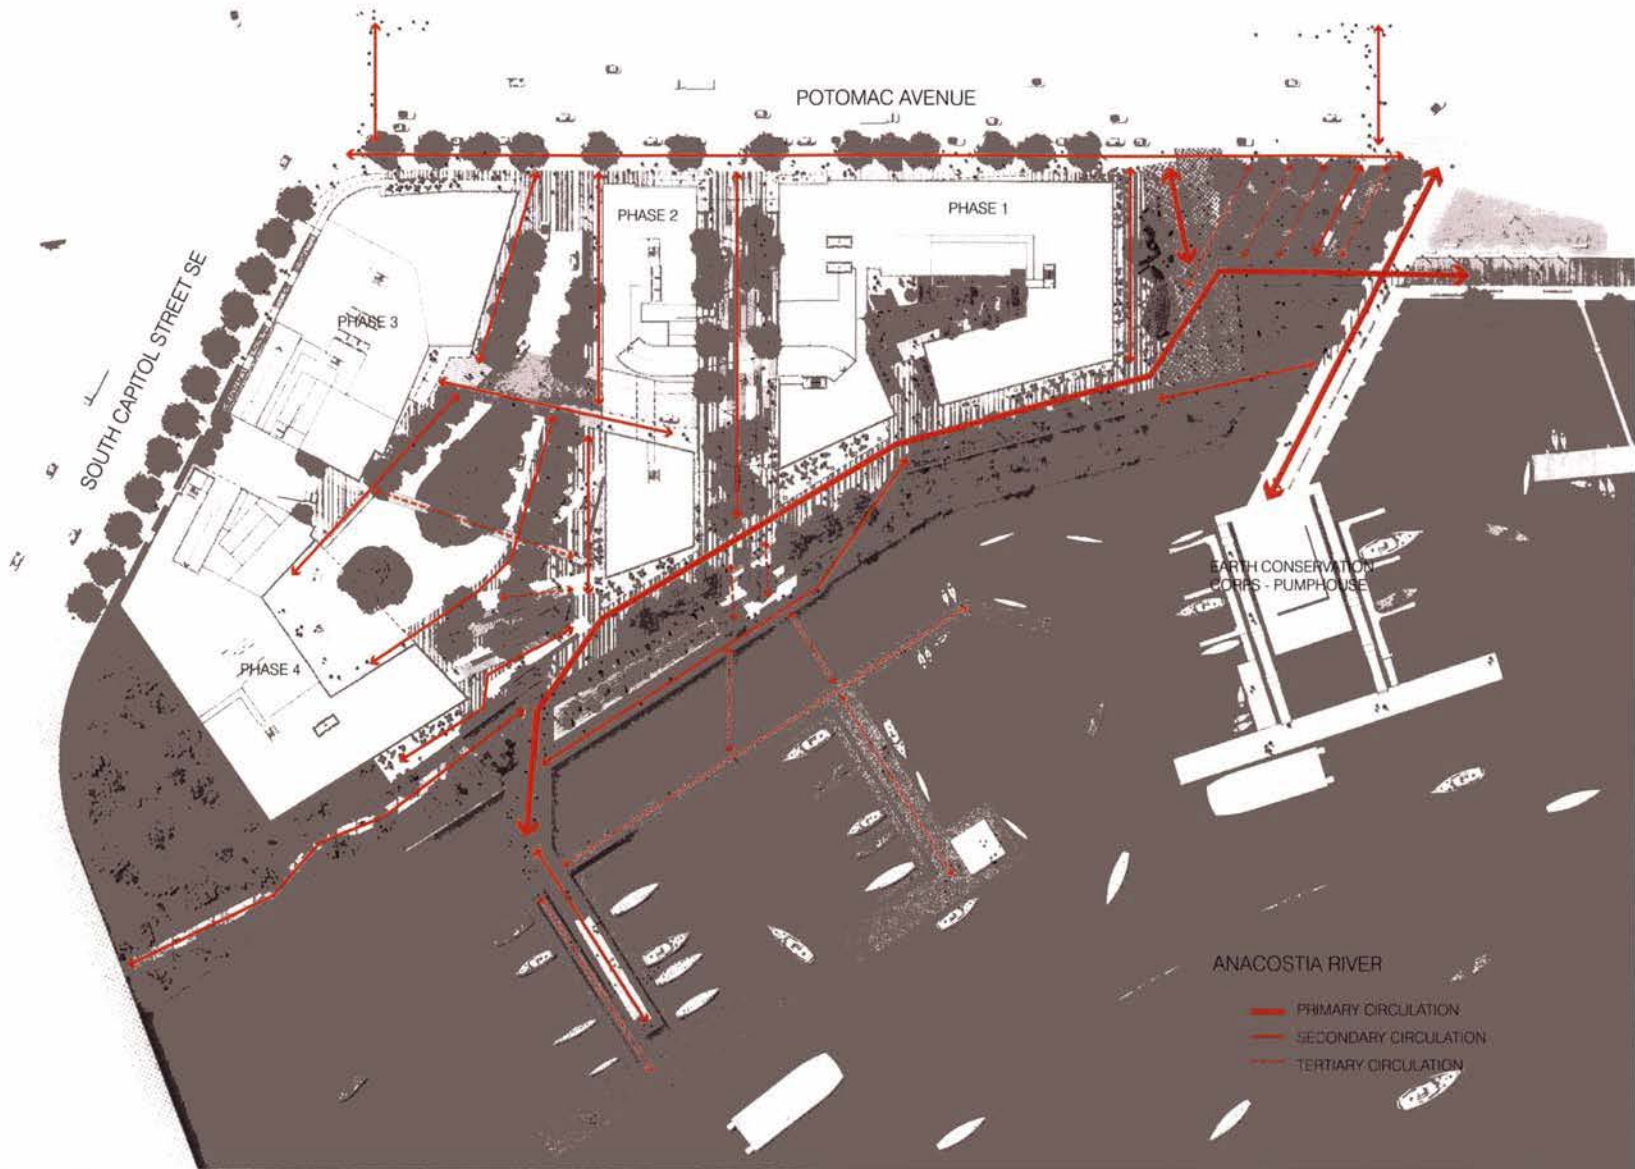 POTOMAC AVENUE
PHASE 2
PHASE 1
SOUTH CAPITOL STREET SE
PHASE 3
EARTH CONSERVATION
CORPS - PUMPHOUSE
PHASE 4
ANACOSTIA RIVER
PRIMARY CIRCULATION
SECONDARY CIRCULATION
TERTIARY CIRCULATION